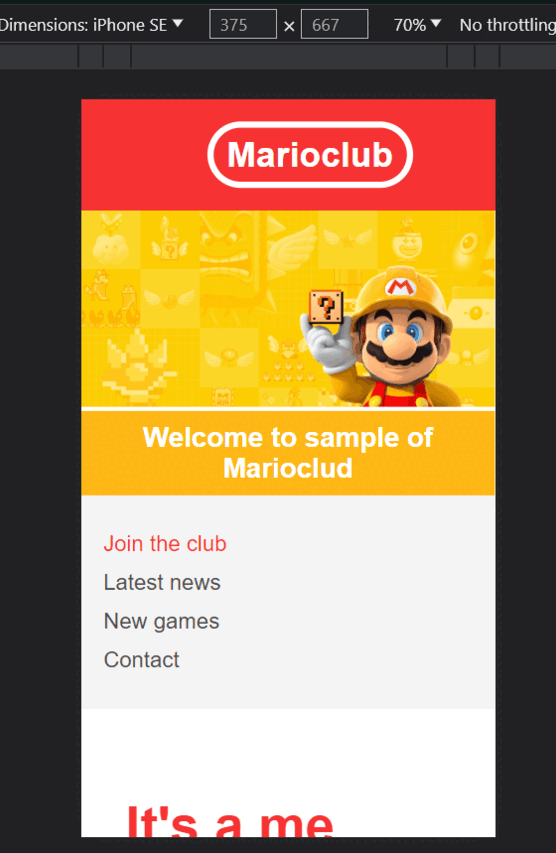 Dimensions: iPhone SE ▼ 375 × 667 70% ▼ No throttling
Marioclub
?
M
Welcome to sample of
Marioclud
Join the club
Latest news
New games
Contact
It's a me